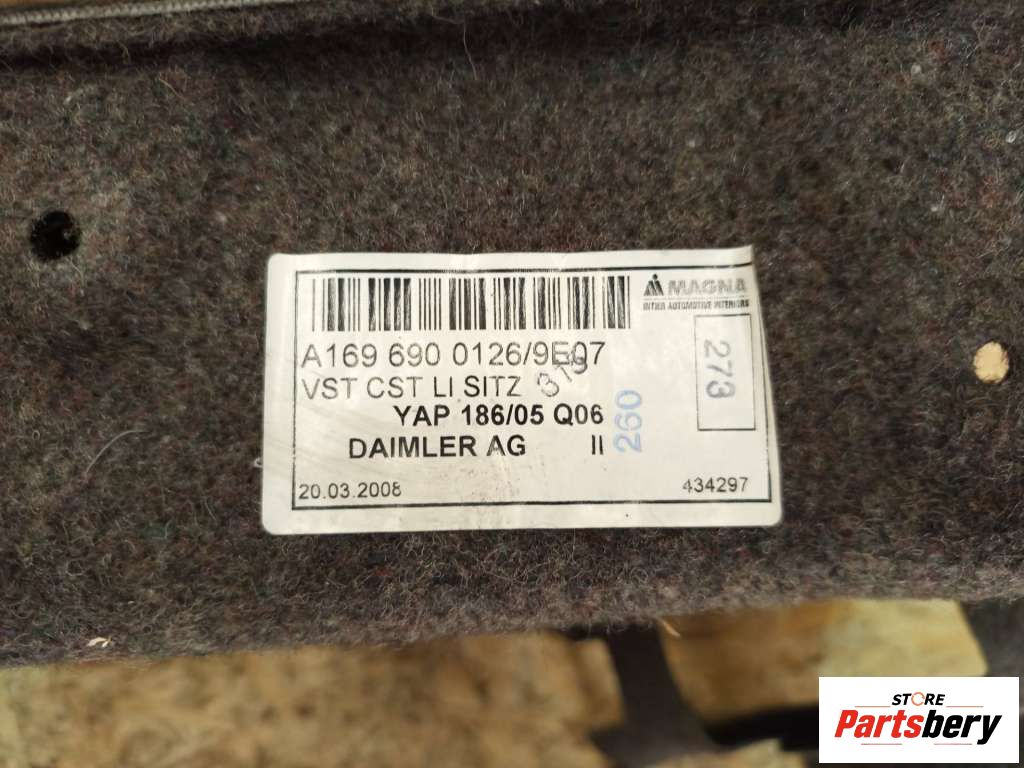 MAGNA
INTIER AUTOMOTIVE INTERIORS
A169 690 0126/9E07
VST CST LI SITZ
YAP 186/05 Q06
DAIMLER AG II
260
273
20.03.2008
434297
STORE
Partsbery